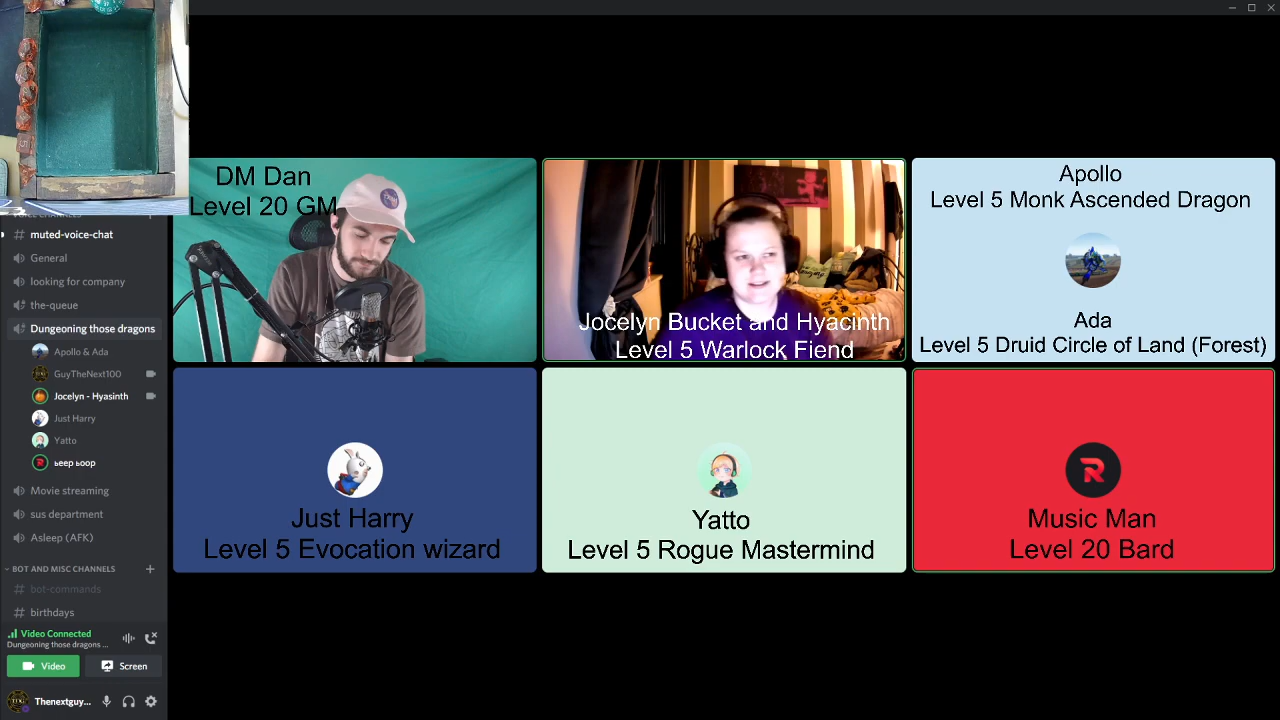 VOICE CHANNELS
muted-voice-chat
General
looking for company
the-queue
Dungeoning those dragons
Apollo & Ada
GuyTheNext100
Jocelyn - Hyasinth
Just Harry
Yatto
ьeep ьoop
Movie streaming
sus department
Asleep (AFK)
BOT AND MISC CHANNELS
bot-commands
birthdays
Video Connected
Dungeoning those dragons ...
Video
Screen
Thenextguy...
DM Dan
Level 20 GM
Jocelyn Bucket and Hyacinth
Level 5 Warlock Fiend
Apollo
Level 5 Monk Ascended Dragon
Ada
Level 5 Druid Circle of Land (Forest)
Just Harry
Level 5 Evocation wizard
Yatto
Level 5 Rogue Mastermind
R
Music Man
Level 20 Bard